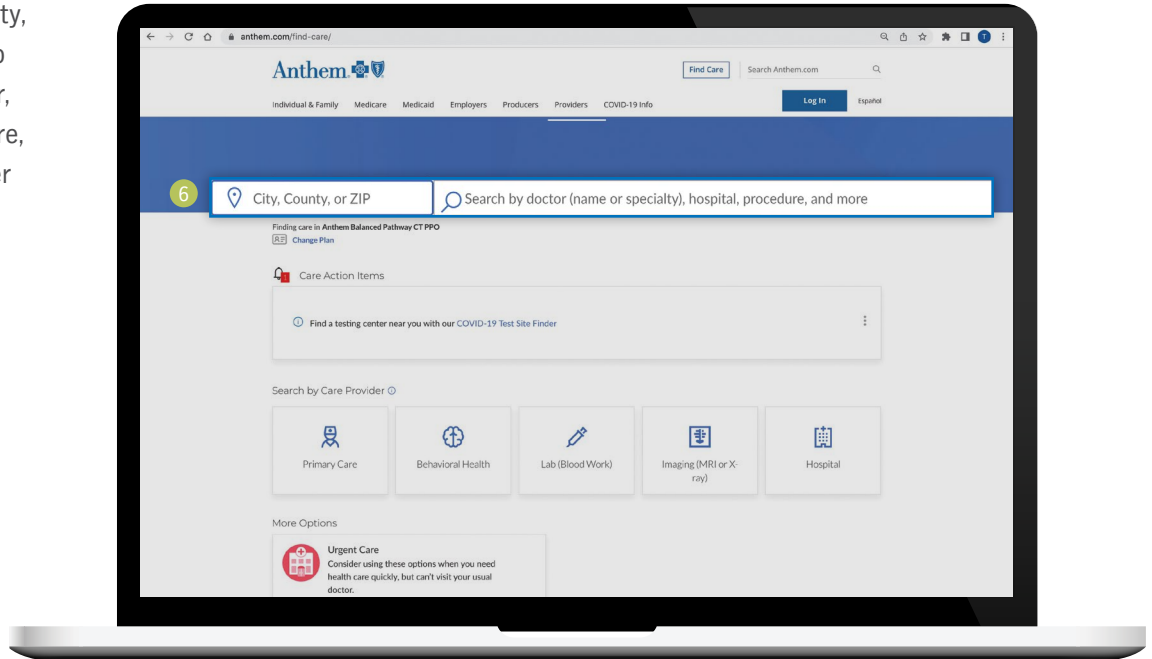 anthem.com/find-care/
T
Anthem
Find Care
Search Anthem.com
Individual & Family Medicare Medicaid Employers Producers Providers COVID-19 Info
Log In
Español
6
City, County, or ZIP
Search by doctor (name or specialty), hospital, procedure, and more
Finding care in Anthem Balanced Pathway CT PPO
Change Plan
Care Action Items
Find a testing center near you with our COVID-19 Test Site Finder
Search by Care Provider
Primary Care
Behavioral Health
Lab (Blood Work)
Imaging (MRI or X-
ray)
Hospital
More Options
Urgent Care
Consider using these options when you need
health care quickly, but can't visit your usual
doctor.